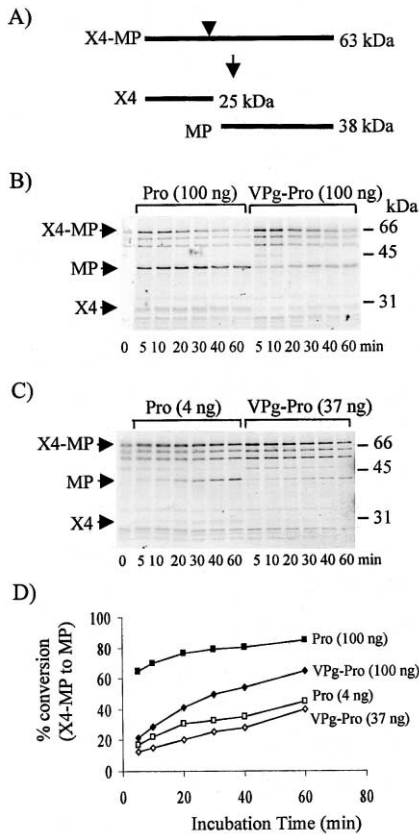 A)
X4-MP 63 kDa
X4 25 kDa
MP 38 kDa
B) kDa
Pro (100 ng) VPg-Pro (100 ng)
X4-MP 66
45
MP
X4 31
0 5 10 20 30 40 60 5 10 20 30 40 60 min
C)
Pro (4 ng) VPg-Pro (37 ng)
X4-MP 66
45
MP
X4 31
0 5 10 20 30 40 60 5 10 20 30 40 60 min
D)
% conversion
(X4-MP to MP)
100
80
60
40
20
0
Pro (100 ng)
VPg-Pro (100 ng)
Pro (4 ng)
VPg-Pro (37 ng)
0 20 40 60 80
Incubation Time (min)